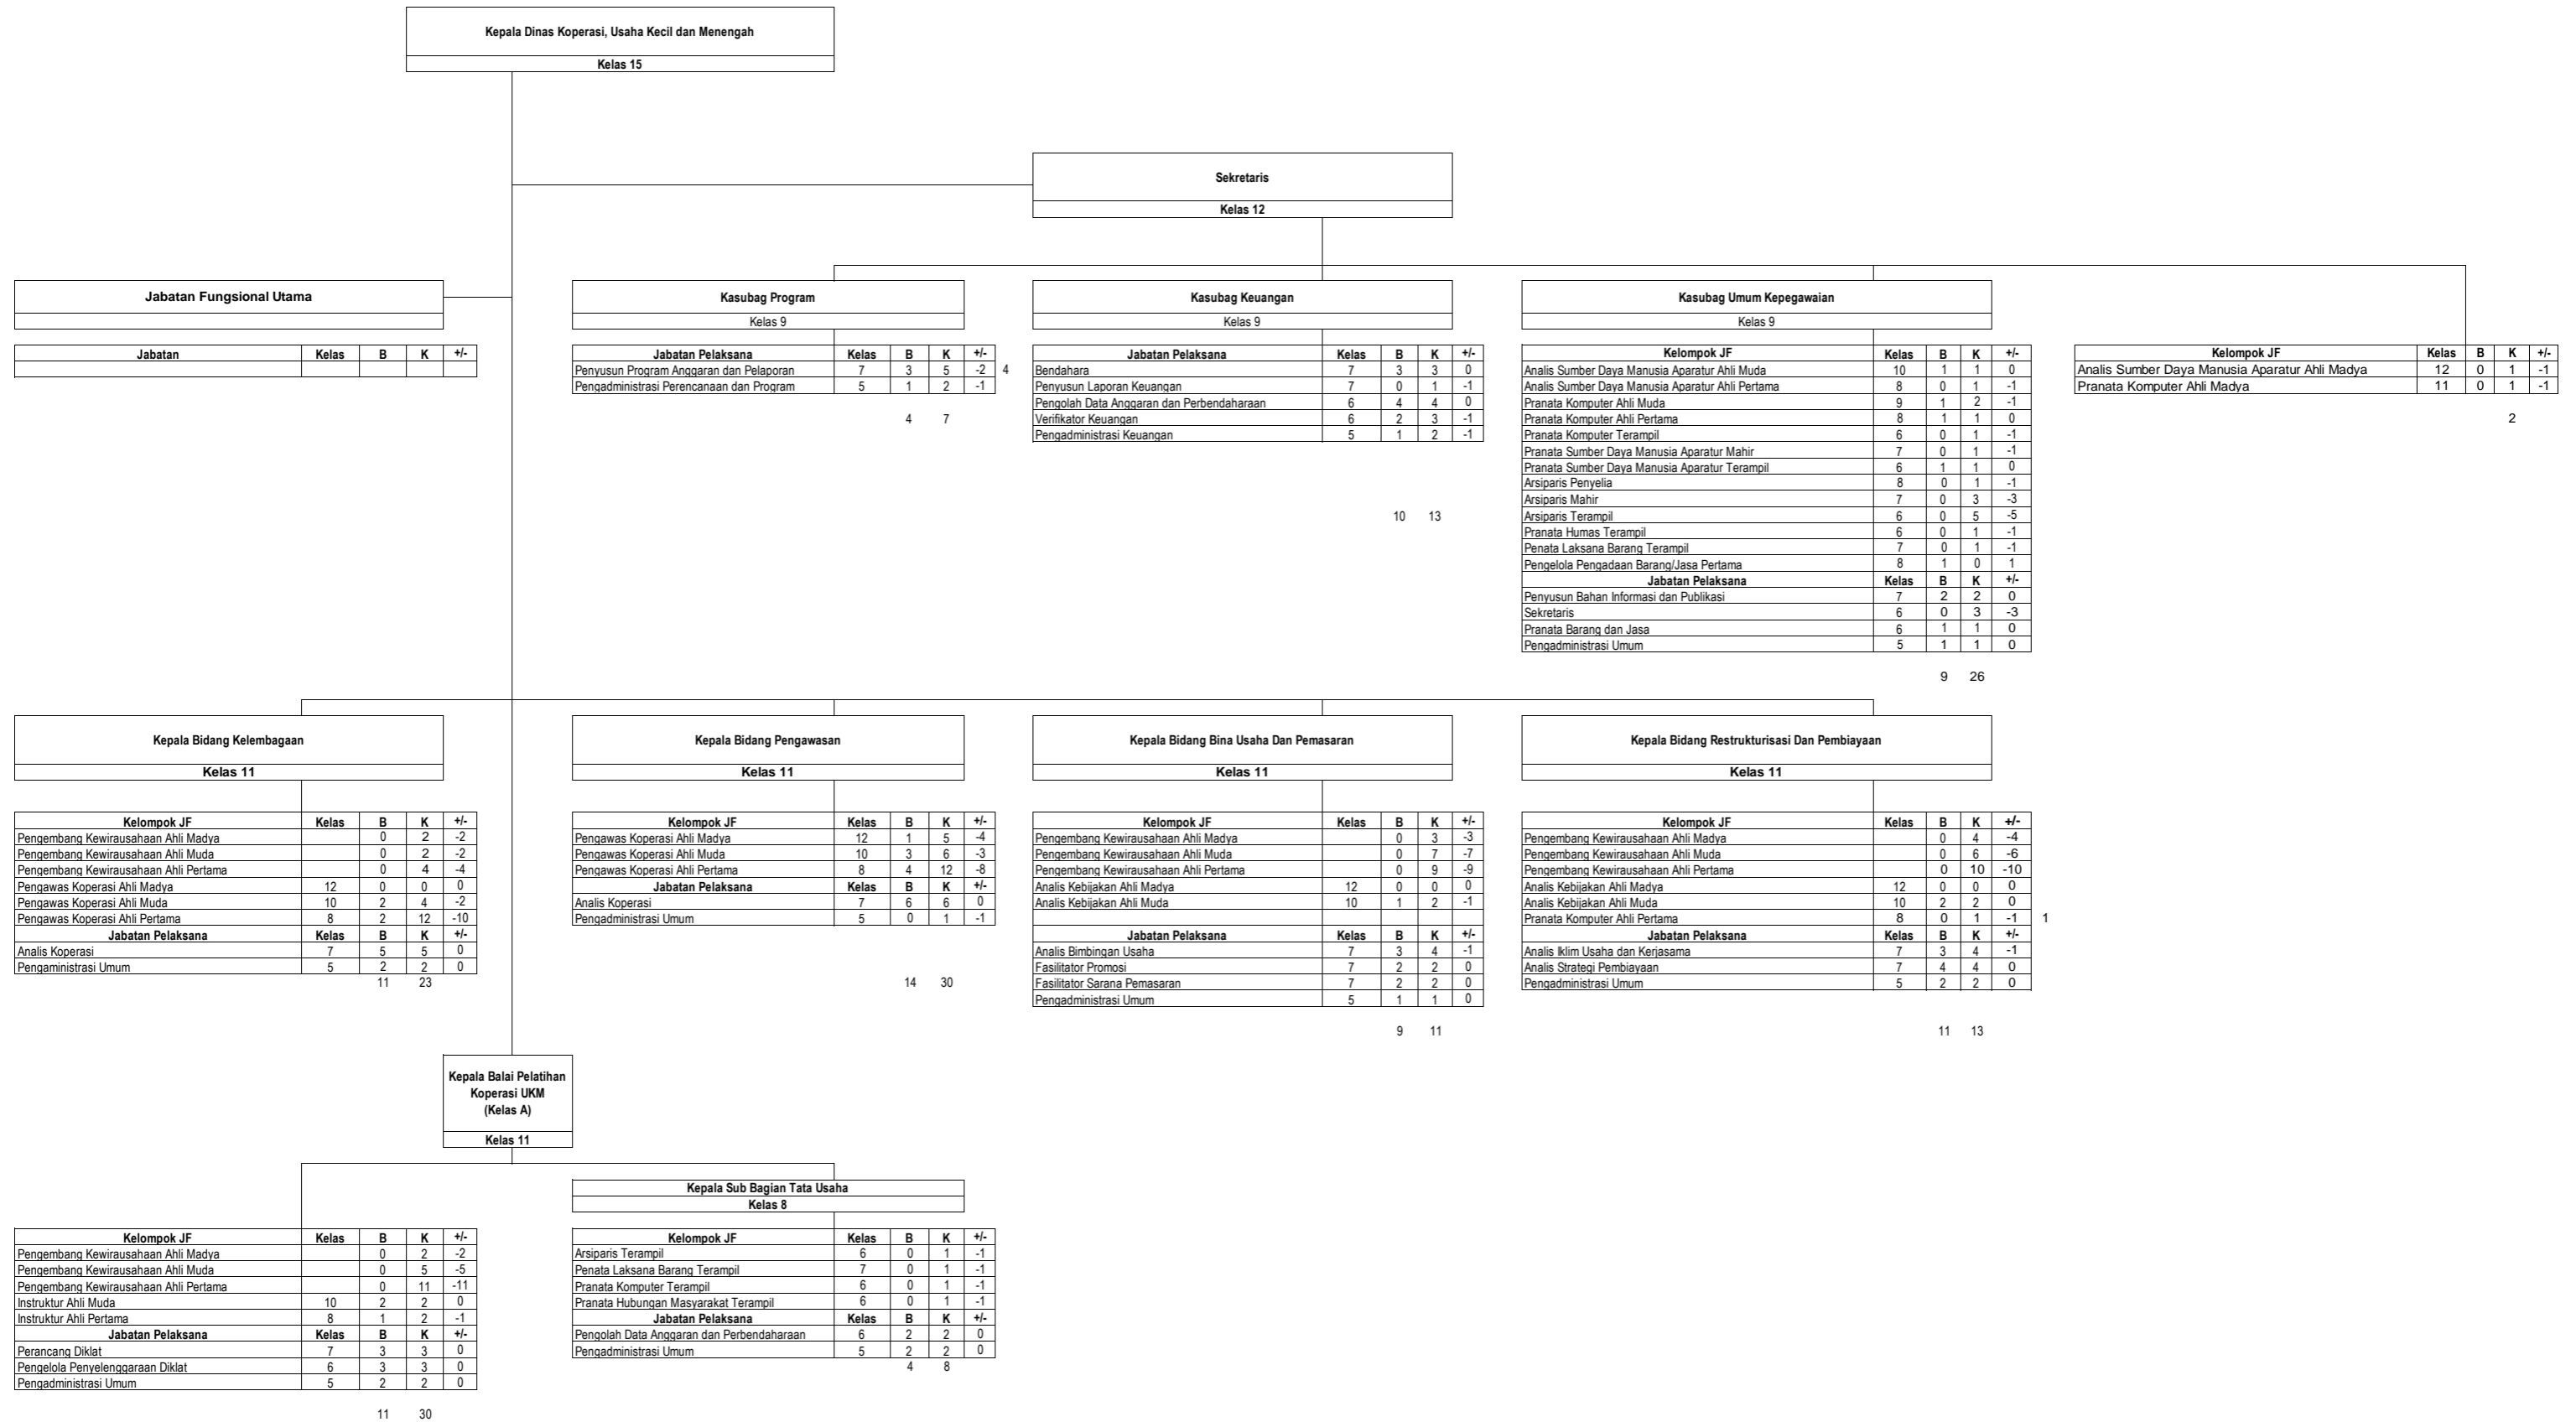 Kepala Dinas Koperasi, Usaha Kecil dan Menengah
Kelas 15
Sekretaris
Kelas 12
Jabatan Fungsional Utama
Jabatan Kelas B K +/-
Kasubag Program
Kelas 9
Jabatan Pelaksana Kelas B K +/-
Penyusun Program Anggaran dan Pelaporan 7 3 5 -2 4
Pengadministrasi Perencanaan dan Program 5 1 2 -1
4 7
Kasubag Keuangan
Kelas 9
Jabatan Pelaksana Kelas B K +/-
Bendahara 7 3 3 0
Penyusun Laporan Keuangan 7 0 1 -1
Pengolah Data Anggaran dan Perbendaharaan 6 4 4 0
Verifikator Keuangan 6 2 3 -1
Pengadministrasi Keuangan 5 1 2 -1
10 13
Kasubag Umum Kepegawaian
Kelas 9
Kelompok JF Kelas B K +/-
Analis Sumber Daya Manusia Aparatur Ahli Muda 10 1 1 0
Analis Sumber Daya Manusia Aparatur Ahli Pertama 8 0 1 -1
Pranata Komputer Ahli Muda 9 1 2 -1
Pranata Komputer Ahli Pertama 8 1 1 0
Pranata Komputer Terampil 6 0 1 -1
Pranata Sumber Daya Manusia Aparatur Mahir 7 0 1 -1
Pranata Sumber Daya Manusia Aparatur Terampil 6 1 1 0
Arsiparis Penyelia 8 0 1 -1
Arsiparis Mahir 7 0 3 -3
Arsiparis Terampil 6 0 5 -5
Pranata Humas Terampil 6 0 1 -1
Penata Laksana Barang Terampil 7 0 1 -1
Pengelola Pengadaan Barang/Jasa Pertama 8 1 0 1
Jabatan Pelaksana Kelas B K +/-
Penyusun Bahan Informasi dan Publikasi 7 2 2 0
Sekretaris 6 0 3 -3
Pranata Barang dan Jasa 6 1 1 0
Pengadministrasi Umum 5 1 1 0
9 26
Kelompok JF Kelas B K +/-
Analis Sumber Daya Manusia Aparatur Ahli Madya 12 0 1 -1
Pranata Komputer Ahli Madya 11 0 1 -1
2
Kepala Bidang Kelembagaan
Kelas 11
Kelompok JF Kelas B K +/-
Pengembang Kewirausahaan Ahli Madya 0 2 -2
Pengembang Kewirausahaan Ahli Muda 0 2 -2
Pengembang Kewirausahaan Ahli Pertama 0 4 -4
Pengawas Koperasi Ahli Madya 12 0 0 0
Pengawas Koperasi Ahli Muda 10 2 4 -2
Pengawas Koperasi Ahli Pertama 8 2 12 -10
Jabatan Pelaksana Kelas B K +/-
Analis Koperasi 7 5 5 0
Pengaministrasi Umum 5 2 2 0
11 23
Kepala Bidang Pengawasan
Kelas 11
Kelompok JF Kelas B K +/-
Pengawas Koperasi Ahli Madya 12 1 5 -4
Pengawas Koperasi Ahli Muda 10 3 6 -3
Pengawas Koperasi Ahli Pertama 8 4 12 -8
Jabatan Pelaksana Kelas B K +/-
Analis Koperasi 7 6 6 0
Pengadministrasi Umum 5 0 1 -1
14 30
Kepala Bidang Bina Usaha Dan Pemasaran
Kelas 11
Kelompok JF Kelas B K +/-
Pengembang Kewirausahaan Ahli Madya 0 3 -3
Pengembang Kewirausahaan Ahli Muda 0 7 -7
Pengembang Kewirausahaan Ahli Pertama 0 9 -9
Analis Kebijakan Ahli Madya 12 0 0 0
Analis Kebijakan Ahli Muda 10 1 2 -1
Jabatan Pelaksana Kelas B K +/-
Analis Bimbingan Usaha 7 3 4 -1
Fasilitator Promosi 7 2 2 0
Fasilitator Sarana Pemasaran 7 2 2 0
Pengadministrasi Umum 5 1 1 0
9 11
Kepala Bidang Restrukturisasi Dan Pembiayaan
Kelas 11
Kelompok JF Kelas B K +/-
Pengembang Kewirausahaan Ahli Madya 0 4 -4
Pengembang Kewirausahaan Ahli Muda 0 6 -6
Pengembang Kewirausahaan Ahli Pertama 0 10 -10
Analis Kebijakan Ahli Madya 12 0 0 0
Analis Kebijakan Ahli Muda 10 2 2 0
Pranata Komputer Ahli Pertama 8 0 1 -1 1
Jabatan Pelaksana Kelas B K +/-
Analis Iklim Usaha dan Kerjasama 7 3 4 -1
Analis Strategi Pembiayaan 7 4 4 0
Pengadministrasi Umum 5 2 2 0
11 13
Kepala Balai Pelatihan
Koperasi UKM
(Kelas A)
Kelas 11
Kelompok JF Kelas B K +/-
Pengembang Kewirausahaan Ahli Madya 0 2 -2
Pengembang Kewirausahaan Ahli Muda 0 5 -5
Pengembang Kewirausahaan Ahli Pertama 0 11 -11
Instruktur Ahli Muda 10 2 2 0
Instruktur Ahli Pertama 8 1 2 -1
Jabatan Pelaksana Kelas B K +/-
Perancang Diklat 7 3 3 0
Pengelola Penyelenggaraan Diklat 6 3 3 0
Pengadministrasi Umum 5 2 2 0
11 30
Kepala Sub Bagian Tata Usaha
Kelas 8
Kelompok JF Kelas B K +/-
Arsiparis Terampil 6 0 1 -1
Penata Laksana Barang Terampil 7 0 1 -1
Pranata Komputer Terampil 6 0 1 -1
Pranata Hubungan Masyarakat Terampil 6 0 1 -1
Jabatan Pelaksana Kelas B K +/-
Pengolah Data Anggaran dan Perbendaharaan 6 2 2 0
Pengadministrasi Umum 5 2 2 0
4 8